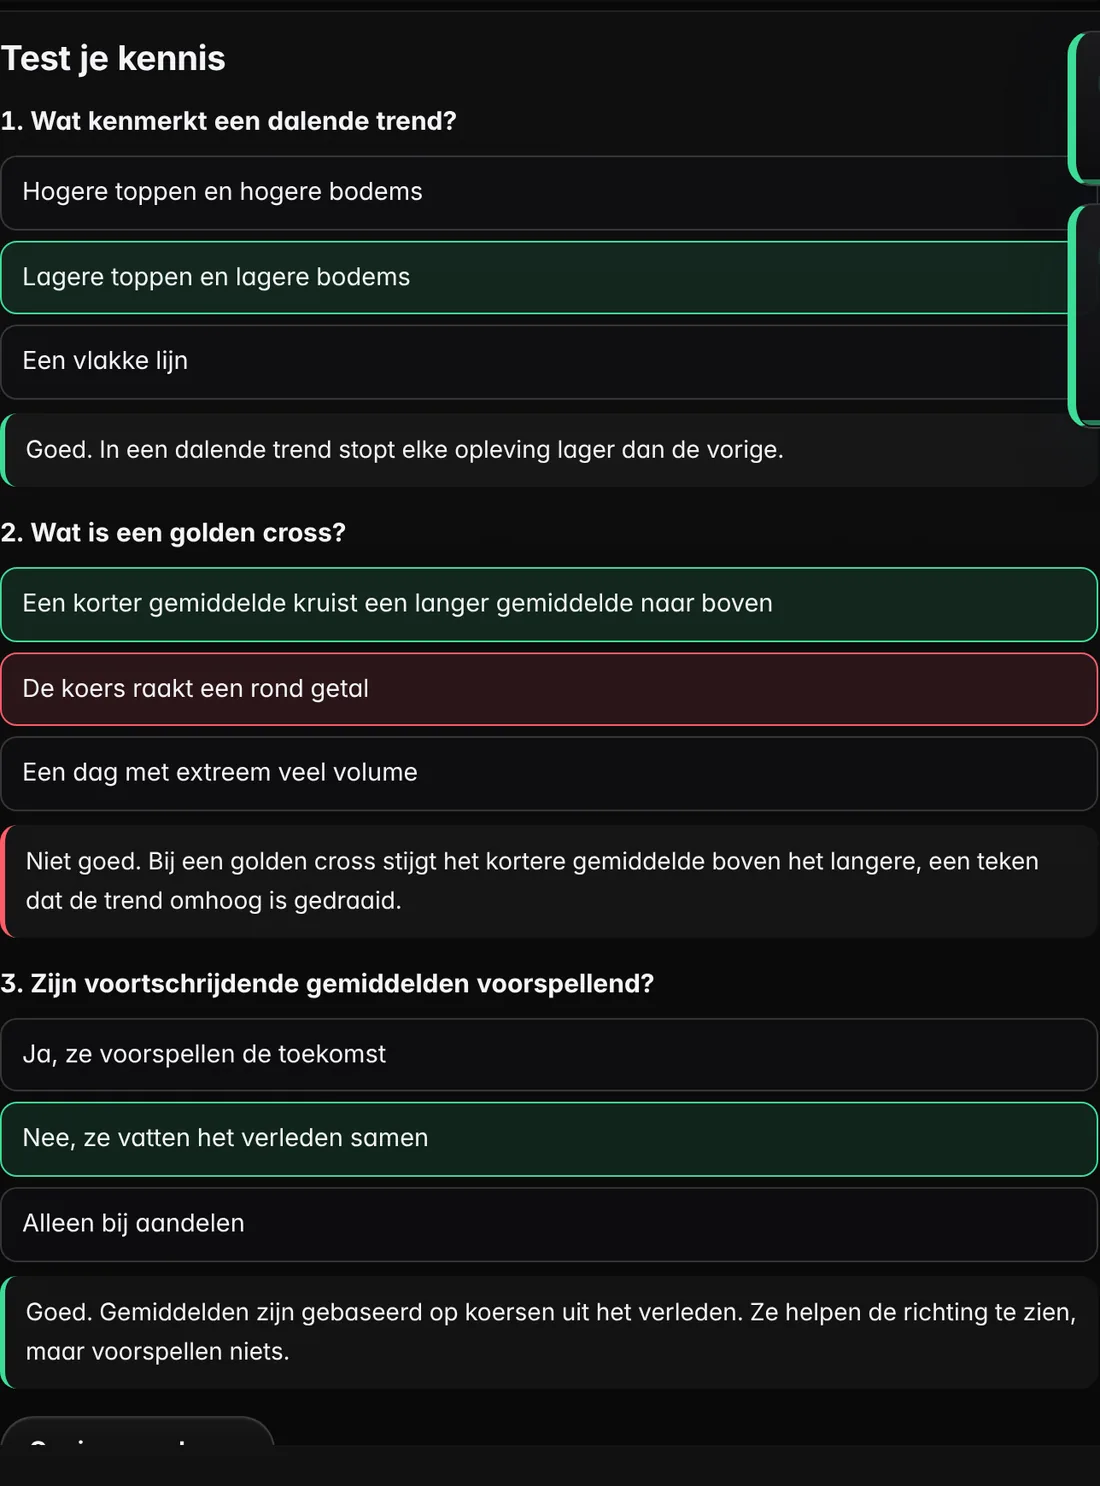 Test je kennis
1. Wat kenmerkt een dalende trend?
Hogere toppen en hogere bodems
Lagere toppen en lagere bodems
Een vlakke lijn
Goed. In een dalende trend stopt elke opleving lager dan de vorige.
2. Wat is een golden cross?
Een korter gemiddelde kruist een langer gemiddelde naar boven
De koers raakt een rond getal
Een dag met extreem veel volume
Niet goed. Bij een golden cross stijgt het kortere gemiddelde boven het langere, een teken
dat de trend omhoog is gedraaid.
3. Zijn voortschrijdende gemiddelden voorspellend?
Ja, ze voorspellen de toekomst
Nee, ze vatten het verleden samen
Alleen bij aandelen
Goed. Gemiddelden zijn gebaseerd op koersen uit het verleden. Ze helpen de richting te zien,
maar voorspellen niets.